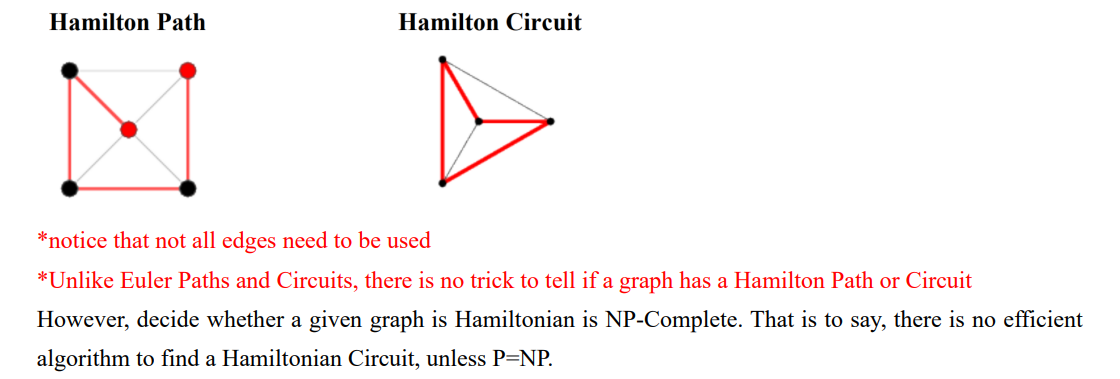 Hamilton Path Hamilton Circuit
*notice that not all edges need to be used
*Unlike Euler Paths and Circuits, there is no trick to tell if a graph has a Hamilton Path or Circuit
However, decide whether a given graph is Hamiltonian is NP-Complete. That is to say, there is no efficient
algorithm to find a Hamiltonian Circuit, unless P=NP.